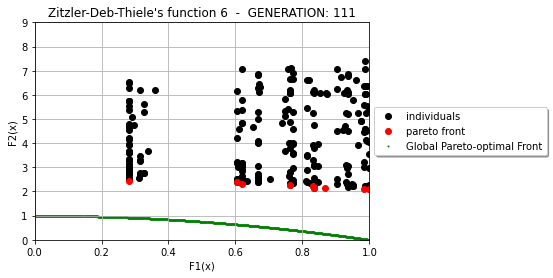 Zitzler-Deb-Thiele's function 6 - GENERATION: 111
9
8
7
6
5
4
3
2
1
0
F2(x)
0.0 0.2 0.4 0.6 0.8 1.0
F1(x)
individuals
pareto front
Global Pareto-optimal Front